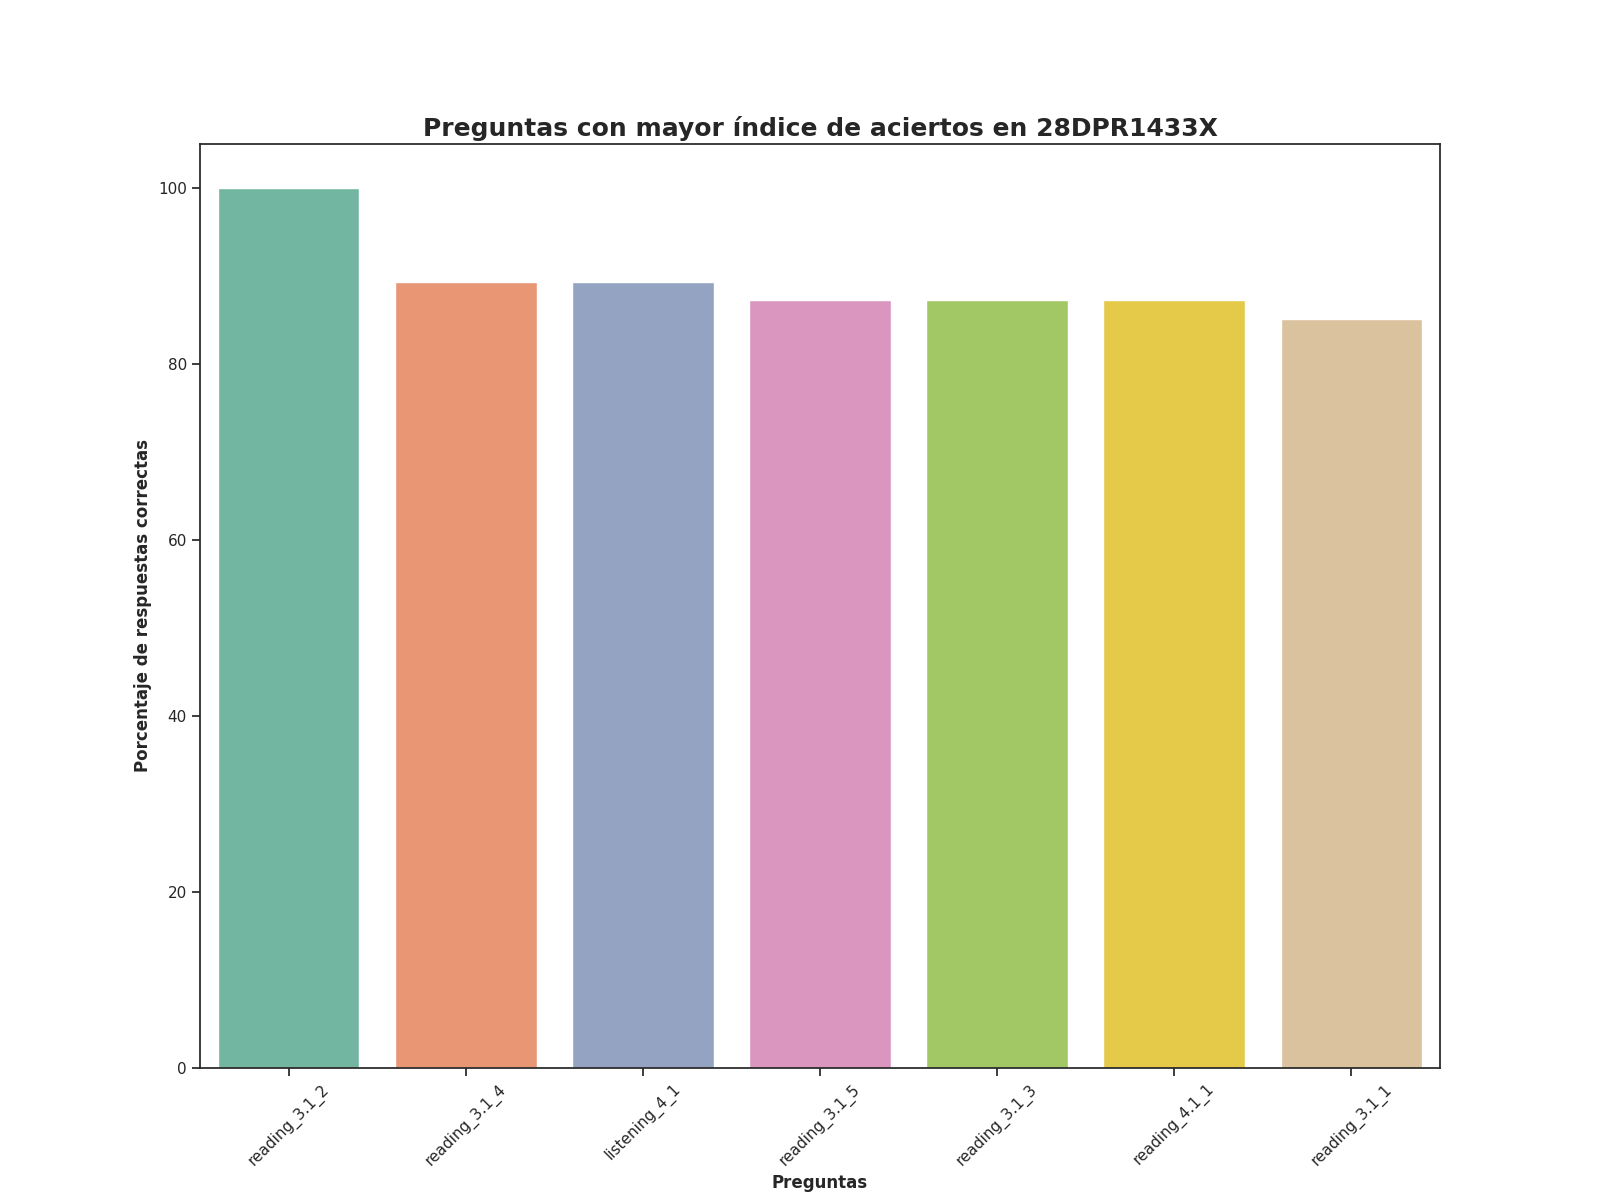 Preguntas con mayor índice de aciertos en 28DPR1433X
Porcentaje de respuestas correctas
100
80
60
40
20
0
reading_3.1_2
reading_3.1_4
listening_4_1
reading_3.1_5
reading_3.1_3
reading_4.1_1
reading_3.1_1
Preguntas